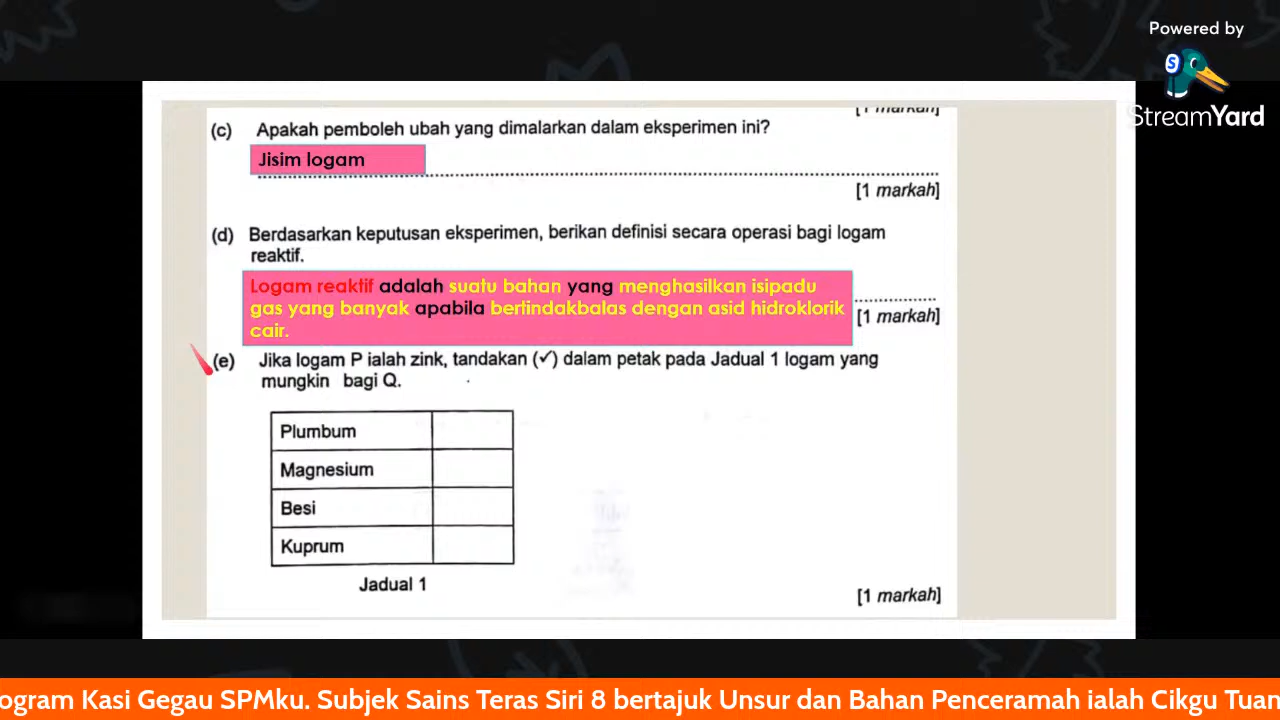 Powered by
StreamYard
[1 markah]
(c) Apakah pemboleh ubah yang dimalarkan dalam eksperimen ini?
Jisim logam
[1 markah]
(d) Berdasarkan keputusan eksperimen, berikan definisi secara operasi bagi logam
reaktif.
Logam reaktif adalah suatu bahan yang menghasilkan isipadu
gas yang banyak apabila bertindakbalas dengan asid hidroklorik
cair.
[1 markah]
(e) Jika logam P ialah zink, tandakan (✓) dalam petak pada Jadual 1 logam yang
mungkin bagi Q.
Plumbum
Magnesium
Besi
Kuprum
Jadual 1
[1 markah]
ogram Kasi Gegau SPMku. Subjek Sains Teras Siri 8 bertajuk Unsur dan Bahan Penceramah ialah Cikgu Tuan